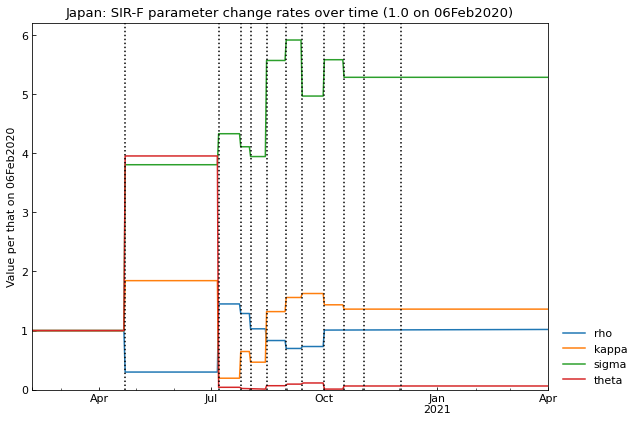 Japan: SIR-F parameter change rates over time (1.0 on 06Feb2020)
Value per that on 06Feb2020
6
5
4
3
2
1
0
Apr Jul Oct Jan Apr
2021
rho
kappa
sigma
theta